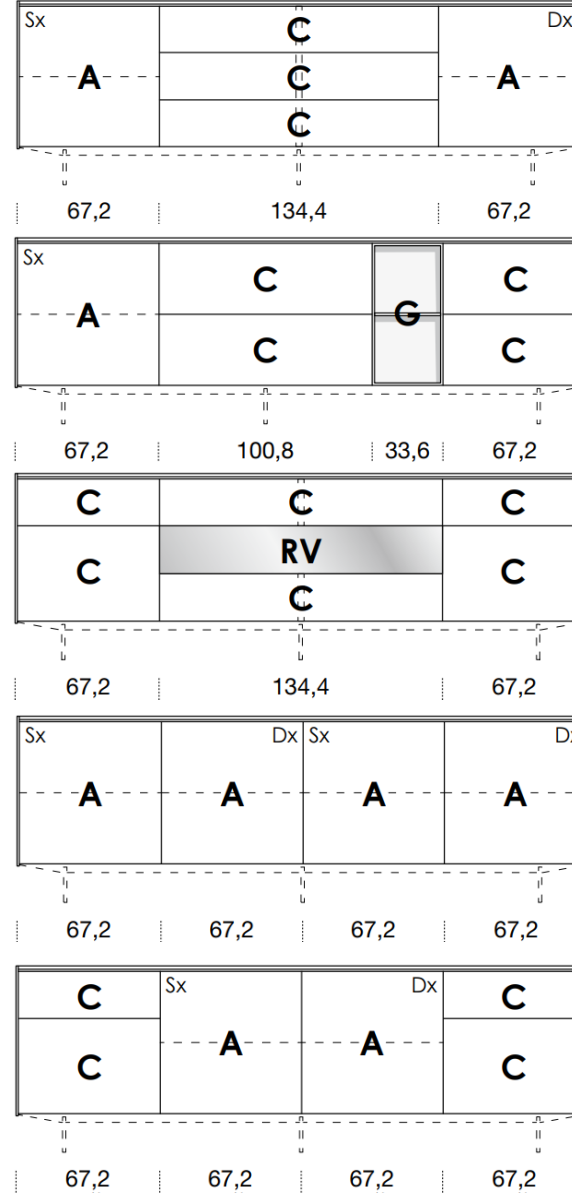 Sx C Dx
A C A
C
67,2 134,4 67,2
Sx
C C
A G
C C
67,2 100,8 33,6 67,2
C C C
RV
C C
C
67,2 134,4 67,2
Sx Dx Sx Dx
A A A A
67,2 67,2 67,2 67,2
Sx Dx
C C
A A
C C
67,2 67,2 67,2 67,2